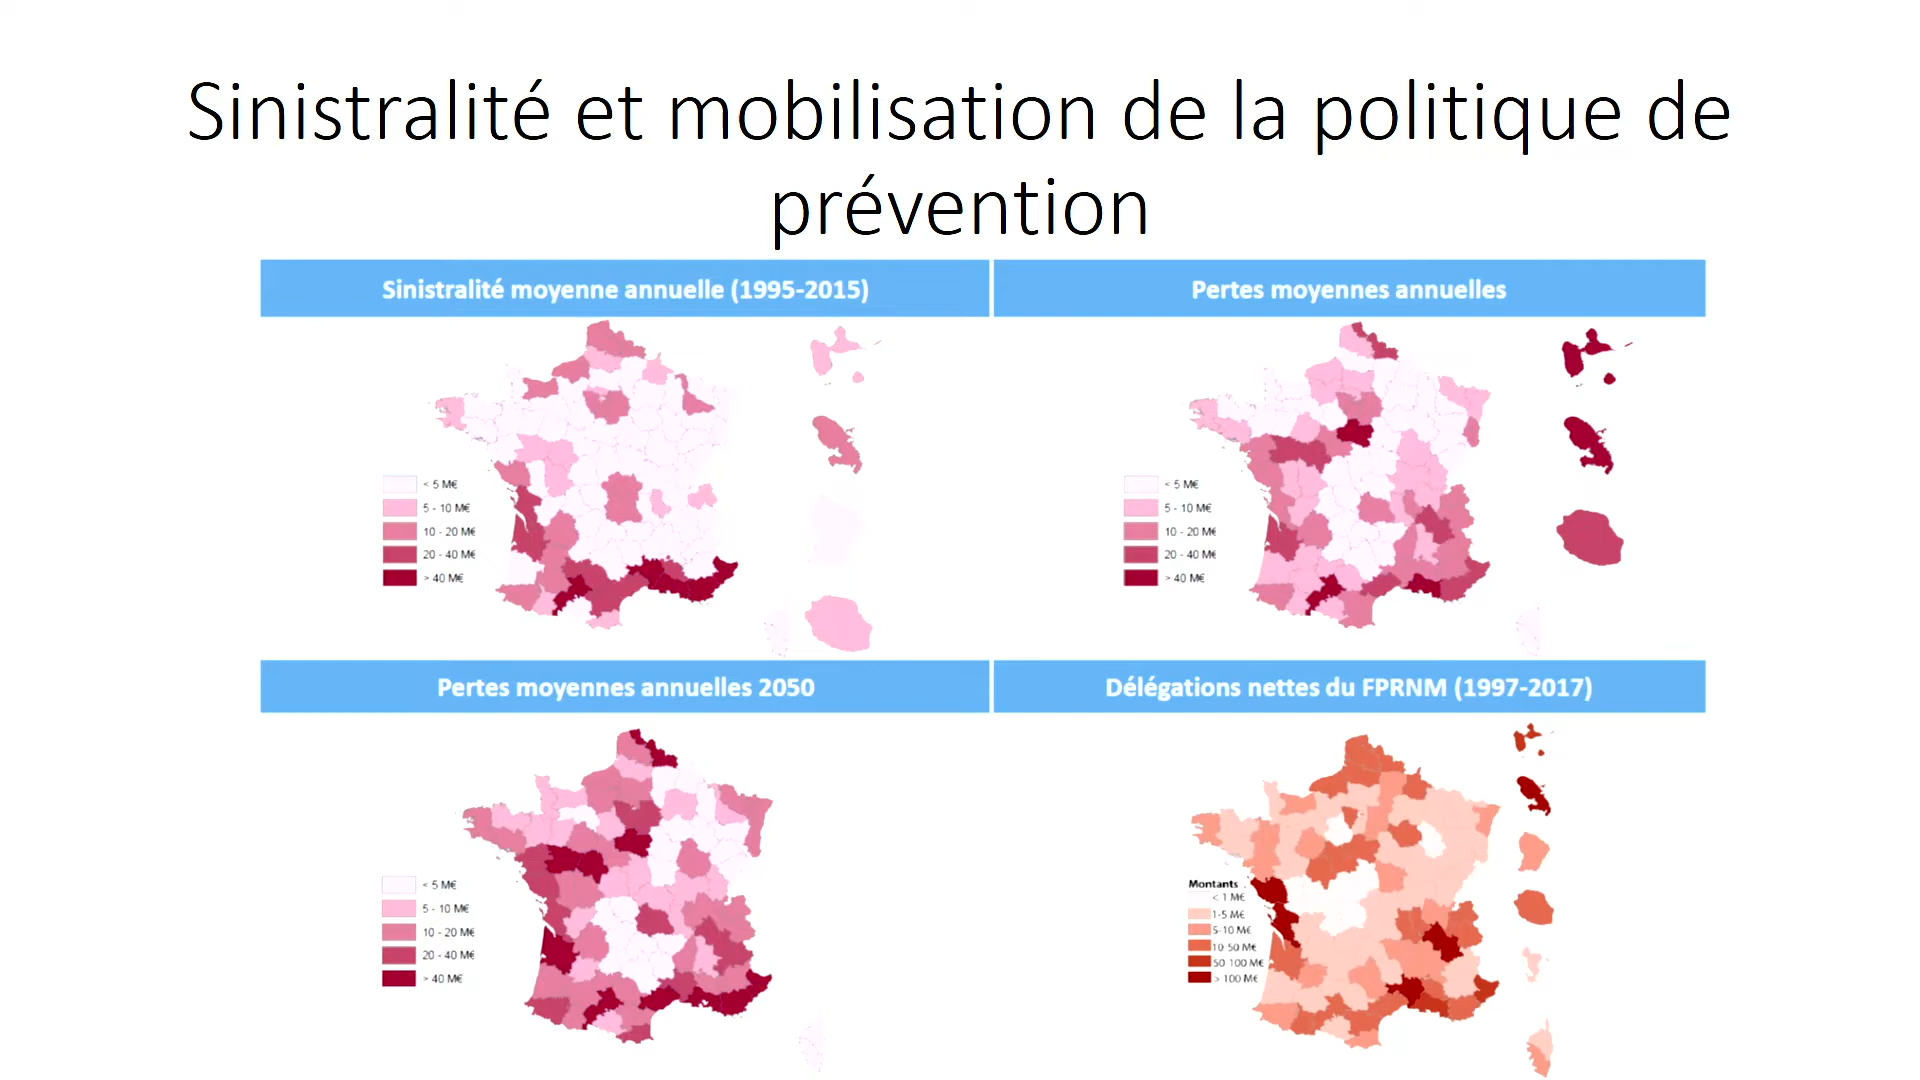 Sinistralité et mobilisation de la politique de
prévention
Sinistralité moyenne annuelle (1995-2015)
Pertes moyennes annuelles
< 5 M€
5 - 10 M€
10 - 20 M€
20 - 40 M€
> 40 M€
< 5 M€
5 - 10 M€
10 - 20 M€
20 - 40 M€
> 40 M€
Pertes moyennes annuelles 2050
Délégations nettes du FPRNM (1997-2017)
< 5 M€
5 - 10 M€
10 - 20 M€
20 - 40 M€
> 40 M€
Montants
< 1 M€
1-5 M€
5-10 M€
10 50 M€
50 100 M€
> 100 M€